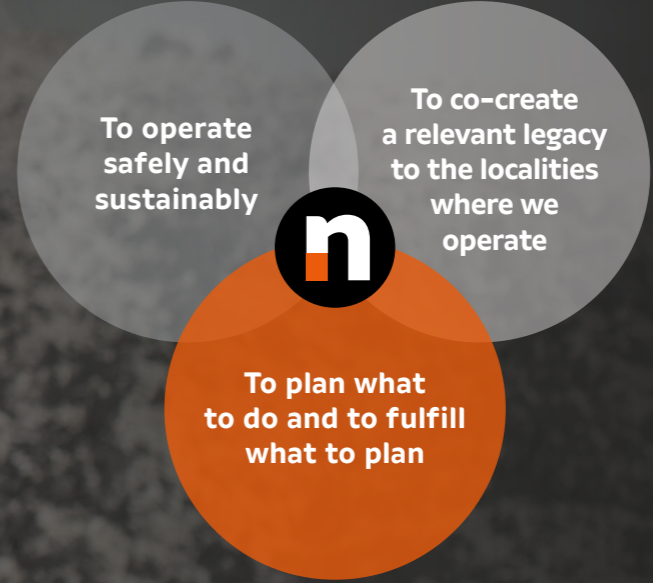 To operate
safely and
sustainably
To co-create
a relevant legacy
to the localities
where we
operate
n
To plan what
to do and to fulfill
what to plan